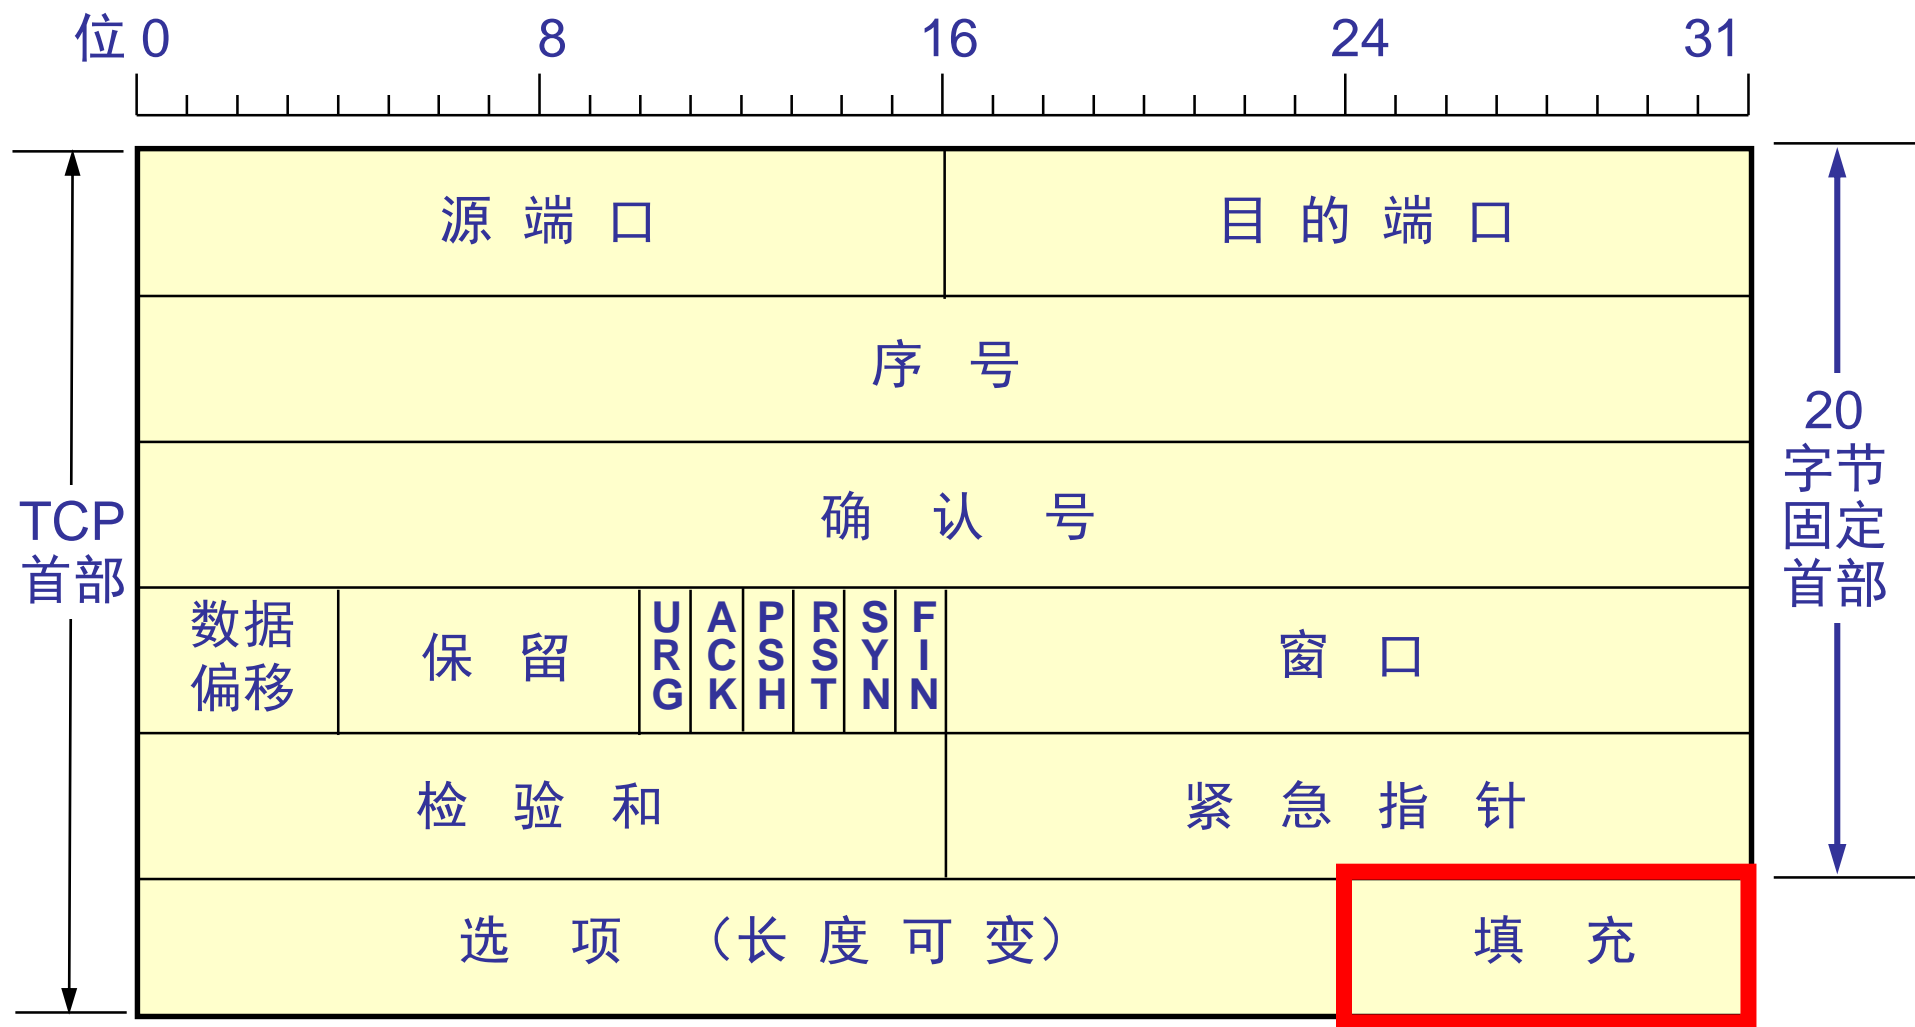 位 0 8 16 24 31
源 端 口
目 的 端 口
序 号
确 认 号
TCP
首部
20
字节
固定
首部
数据
偏移
保 留
URG
ACK
PSH
RST
SYN
FIN
窗 口
检 验 和
紧 急 指 针
选 项 （长 度 可 变）
填 充